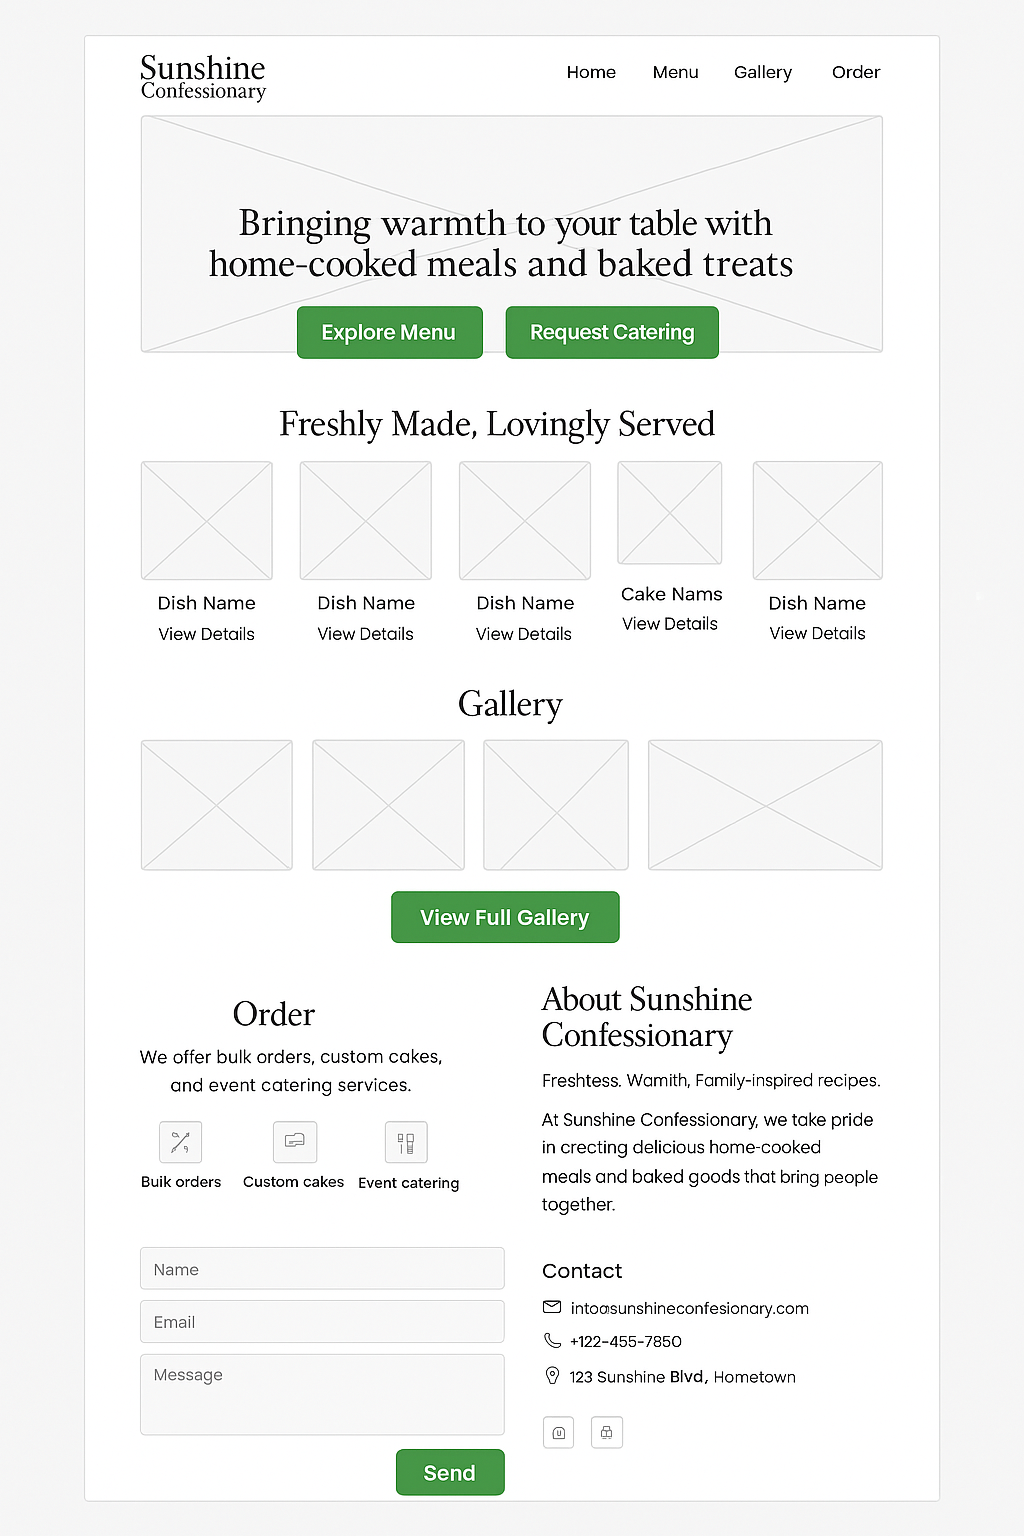 Sunshine
Confessionary
Home Menu Gallery Order
Bringing warmth to your table with
home-cooked meals and baked treats
Explore Menu
Request Catering
Freshly Made, Lovingly Served
Dish Name
View Details
Dish Name
View Details
Dish Name
View Details
Cake Nams
View Details
Dish Name
View Details
Gallery
View Full Gallery
Order
We offer bulk orders, custom cakes,
and event catering services.
Buik orders
Custom cakes
Event catering
Name
Email
Message
Send
About Sunshine
Confessionary
Freshtess. Wamith, Family-inspired recipes.
At Sunshine Confessionary, we take pride
in crecting delicious home-cooked
meals and baked goods that bring people
together.
Contact
intoasunshineconfesionary.com
+122-455-7850
123 Sunshine Blvd, Hometown